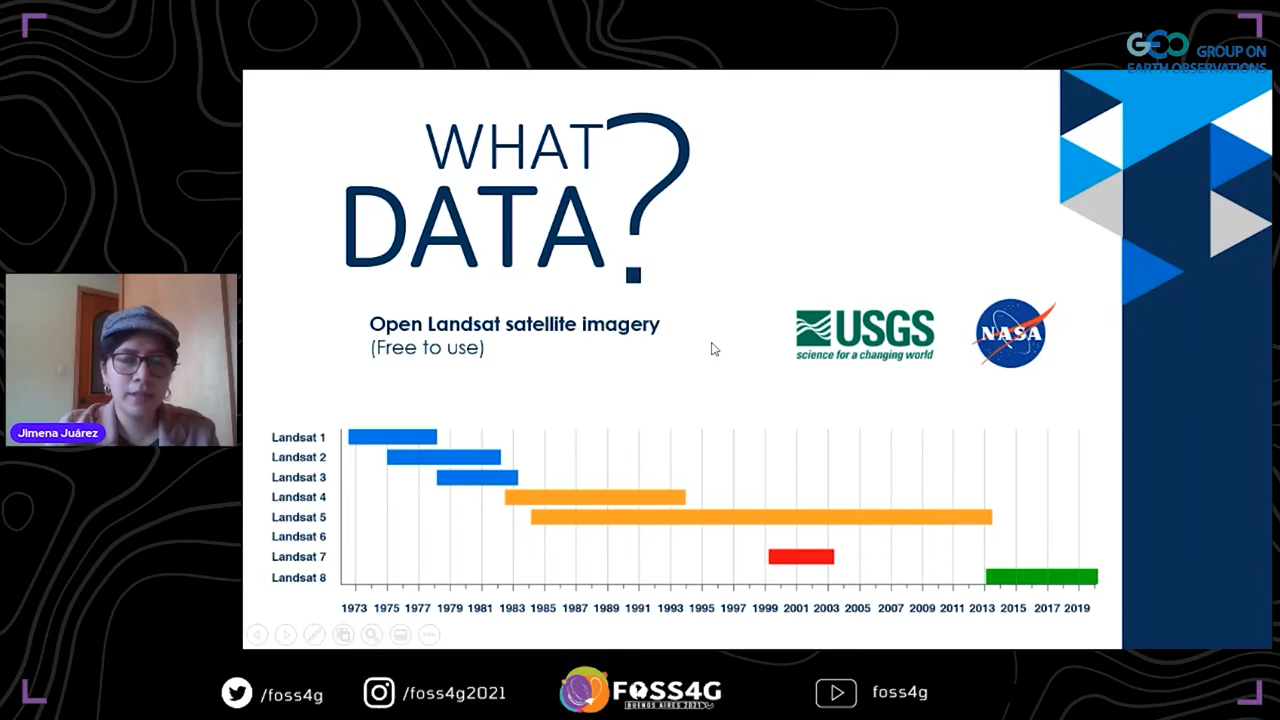 GEO GROUP ON
EARTH OBSERVATIONS
WHAT
DATA?
Open Landsat satellite imagery
(Free to use)
USGS
science for a changing world
NASA
Jimena Juárez
Landsat 1
Landsat 2
Landsat 3
Landsat 4
Landsat 5
Landsat 6
Landsat 7
Landsat 8
1973 1975 1977 1979 1981 1983 1985 1987 1989 1991 1993 1995 1997 1999 2001 2003 2005 2007 2009 2011 2013 2015 2017 2019
/foss4g
/foss4g2021
FOSS4G
BUENOS AIRES 2021
foss4g